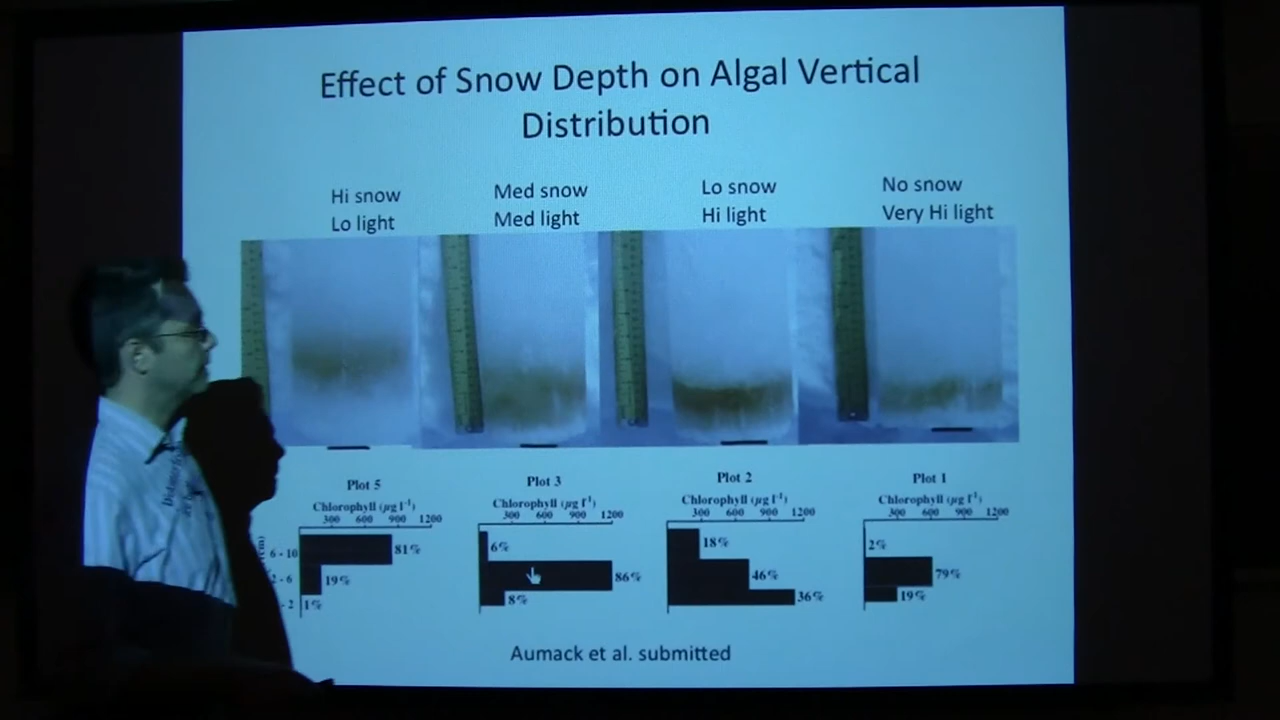 Effect of Snow Depth on Algal Vertical
Distribution
Hi snow
Lo light
Med snow
Med light
Lo snow
Hi light
No snow
Very Hi light
Plot 5
Chlorophyll (µg l⁻¹)
300 600 900 1200
6 - 10
81%
- 6
19%
- 2
1%
Plot 3
Chlorophyll (µg l⁻¹)
300 600 900 1200
6%
86%
8%
Plot 2
Chlorophyll (µg l⁻¹)
300 600 900 1200
18%
46%
36%
Plot 1
Chlorophyll (µg l⁻¹)
300 600 900 1200
2%
79%
19%
Aumack et al. submitted